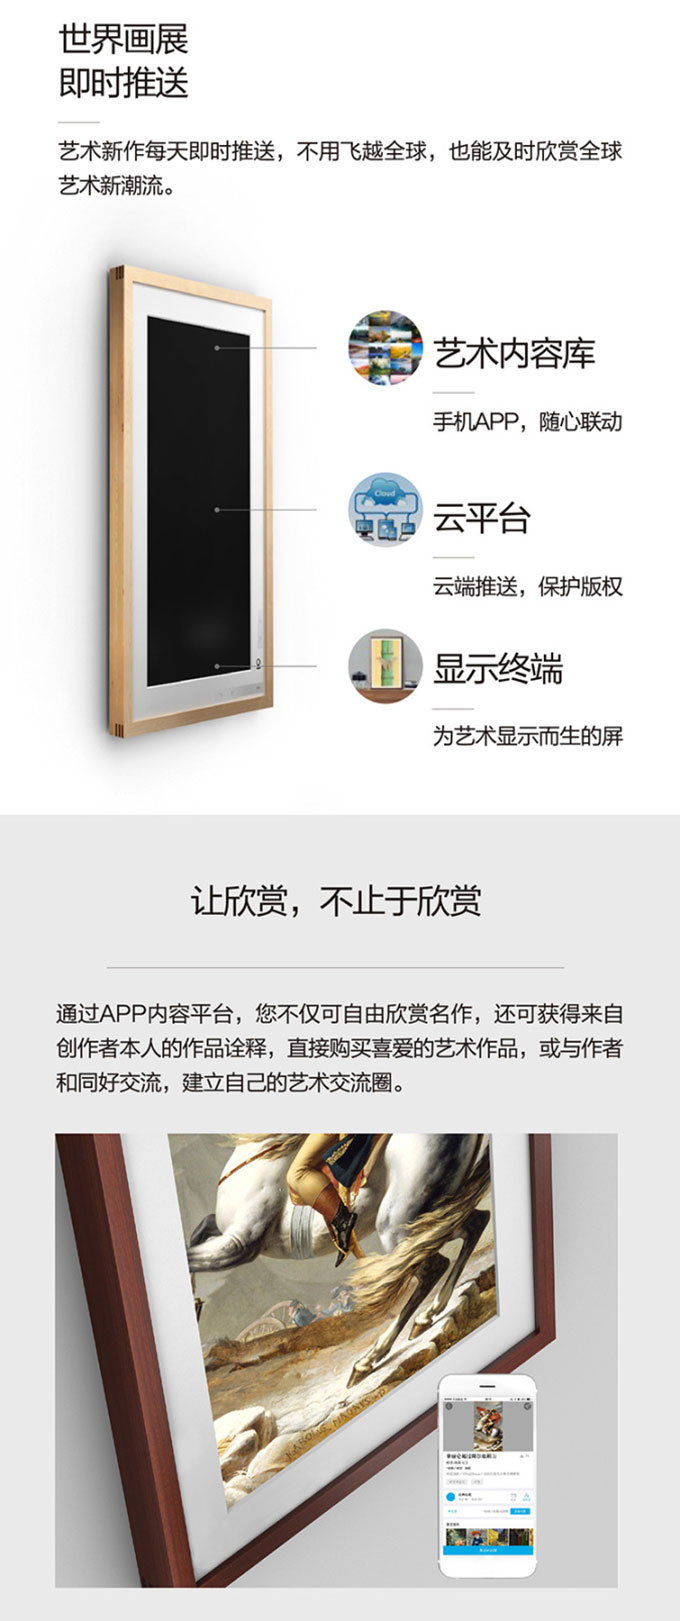 世界画展
即时推送
艺术新作每天即时推送，不用飞越全球，也能及时欣赏全球
艺术新潮流。
艺术内容库
手机APP，随心联动
Cloud
云平台
云端推送，保护版权
显示终端
为艺术显示而生的屏
让欣赏，不止于欣赏
通过APP内容平台，您不仅可自由欣赏名作，还可获得来自
创作者本人的作品诠释，直接购买喜爱的艺术作品，或与作者
和同好交流，建立自己的艺术交流圈。